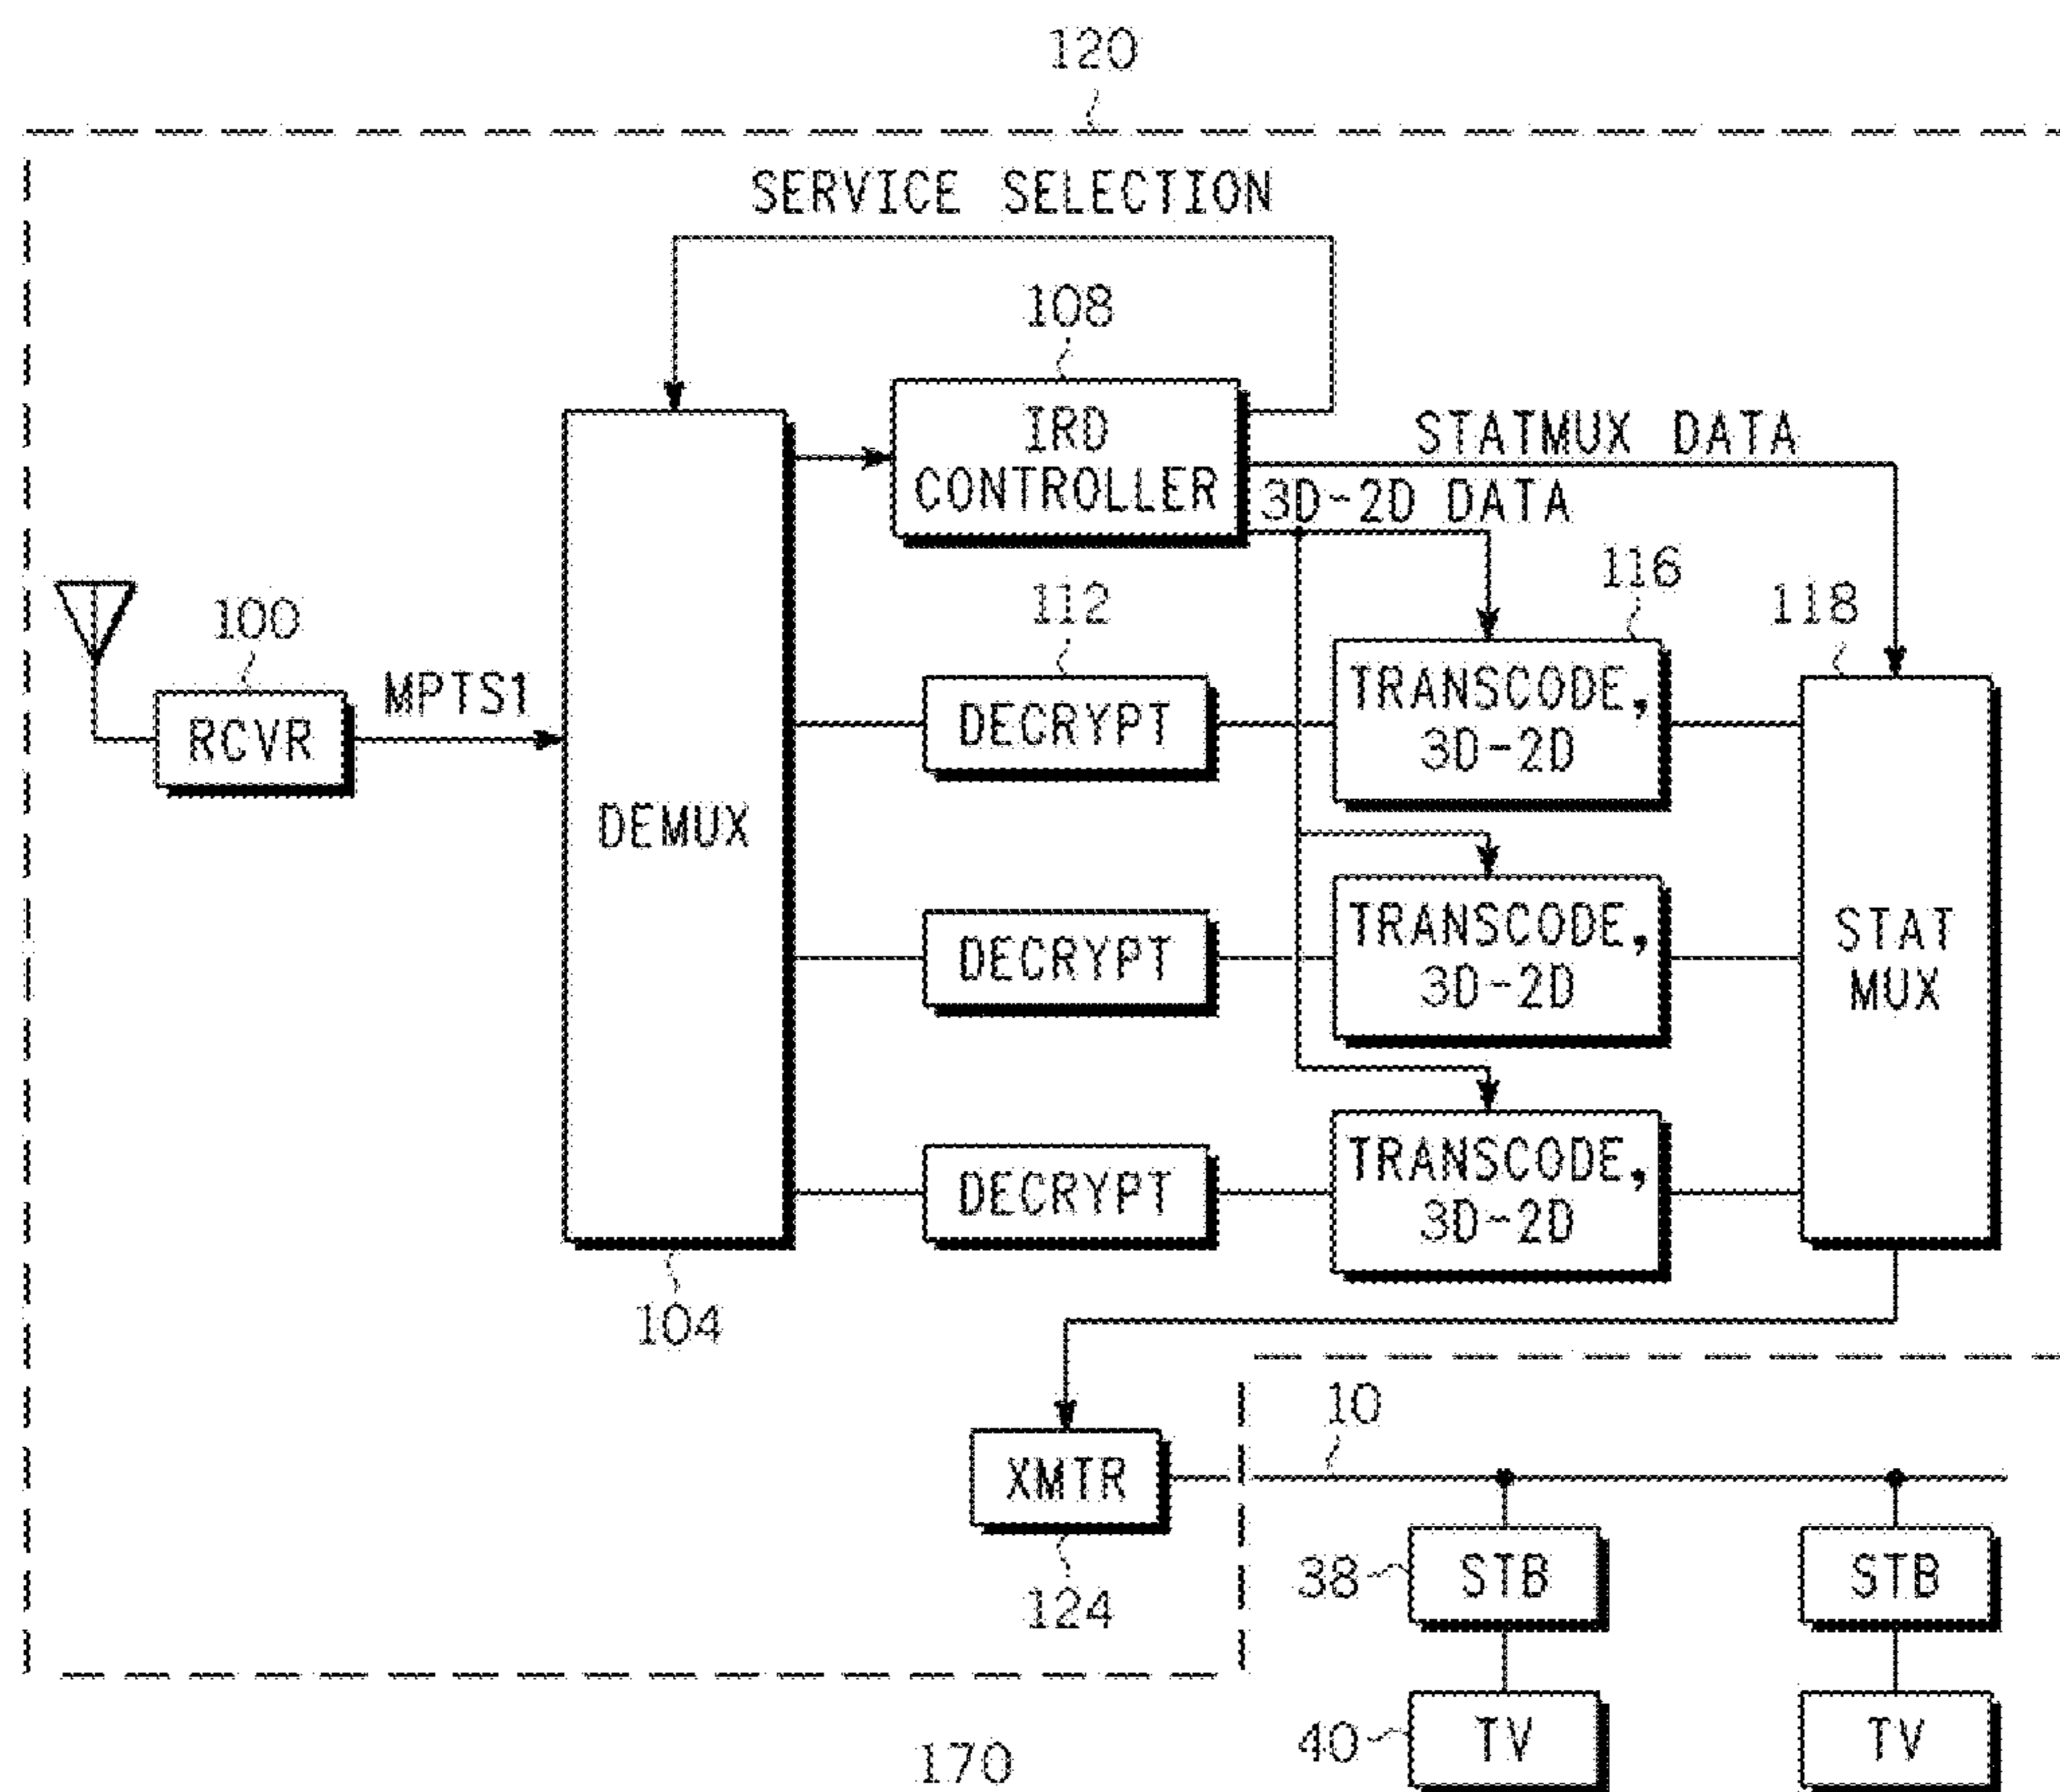 120
SERVICE SELECTION
108
IRD
CONTROLLER
STATMUX DATA
3D-2D DATA
116
118
112
100
MPTS1
RCVR
DEMUX
DECRYPT
TRANSCODE,
3D-2D
DECRYPT
TRANSCODE,
3D-2D
STAT
MUX
DECRYPT
TRANSCODE,
3D-2D
104
10
XMTR
124
38
STB
STB
40
TV
TV
170